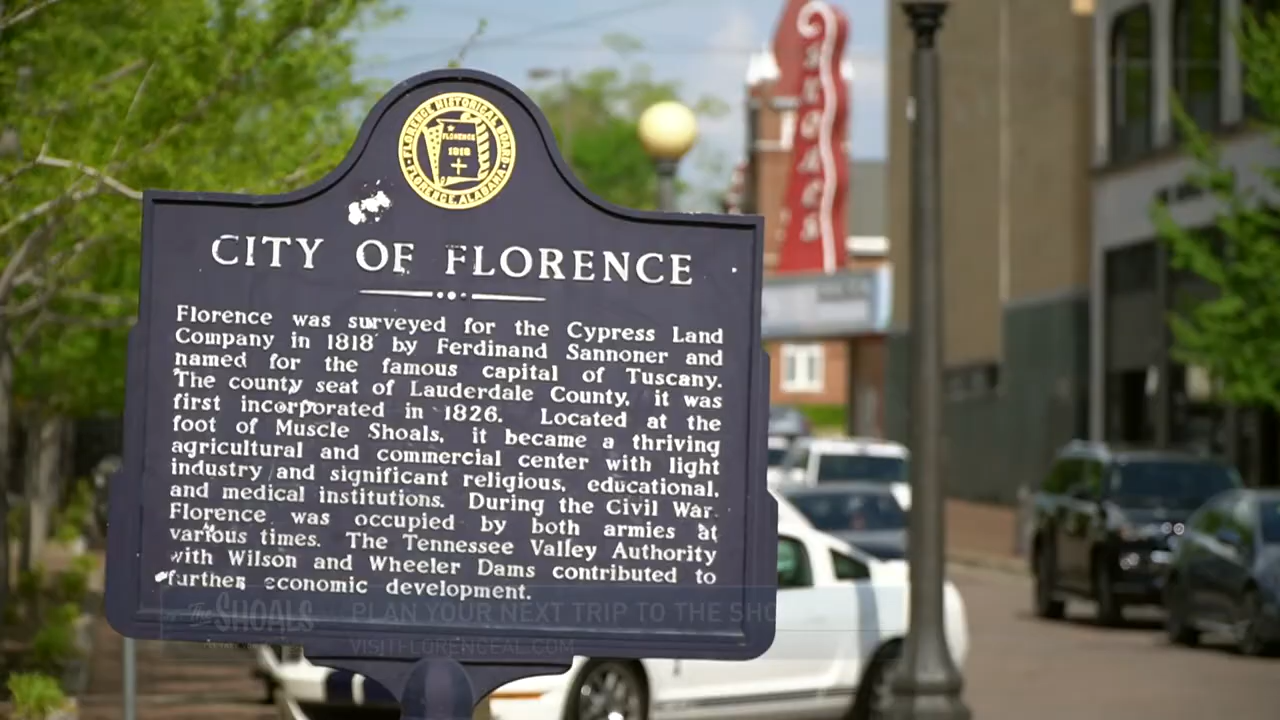 FLORENCE HISTORICAL BOARD
FLORENCE
1818
FLORENCE, ALABAMA
CITY OF FLORENCE
Florence was surveyed for the Cypress Land
Company in 1818 by Ferdinand Sannoner and
named for the famous capital of Tuscany.
The county seat of Lauderdale County, it was
first incorporated in 1826. Located at the
foot of Muscle Shoals, it became a thriving
agricultural and commercial center with light
industry and significant religious, educational,
and medical institutions. During the Civil War
Florence was occupied by both armies at
various times. The Tennessee Valley Authority
with Wilson and Wheeler Dams contributed to
further economic development.
SHOALS
The SHOALS
PLAN YOUR NEXT TRIP TO THE SHO
VISITFLORENCEAL.COM